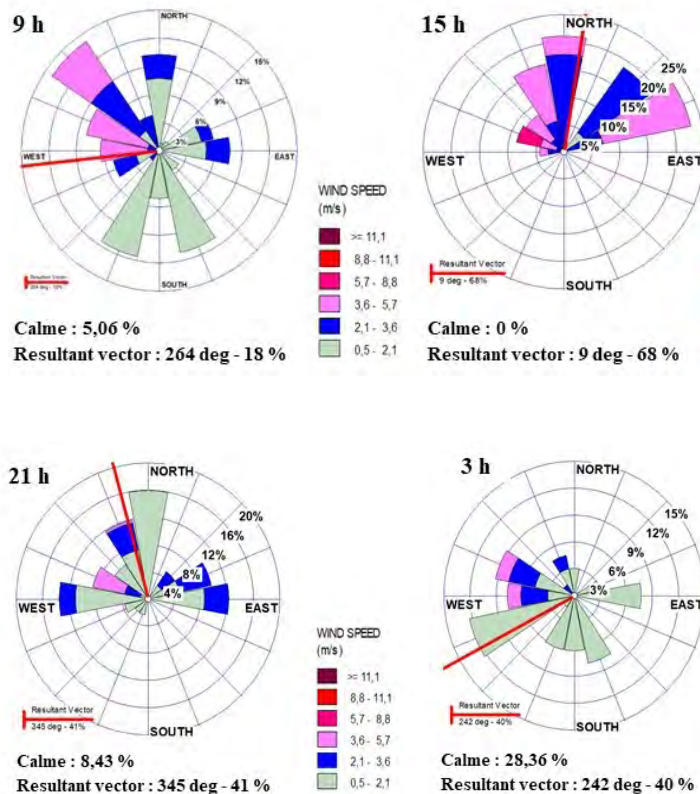 9 h
NORTH
15%
12%
9%
6%
3%
WEST
EAST
SOUTH
Resultant Vector
264 deg - 18%
Calme : 5,06 %
Resultant vector : 264 deg - 18 %
WIND SPEED
(m/s)
>= 11,1
8,8 - 11,1
5,7 - 8,8
3,6 - 5,7
2,1 - 3,6
0,5 - 2,1
15 h
NORTH
25%
20%
15%
10%
5%
WEST
EAST
SOUTH
Resultant Vector
9 deg - 68%
Calme : 0 %
Resultant vector : 9 deg - 68 %
21 h
NORTH
20%
16%
12%
8%
4%
WEST
EAST
SOUTH
Resultant Vector
345 deg - 41%
Calme : 8,43 %
Resultant vector : 345 deg - 41 %
WIND SPEED
(m/s)
>= 11,1
8,8 - 11,1
5,7 - 8,8
3,6 - 5,7
2,1 - 3,6
0,5 - 2,1
3 h
NORTH
15%
12%
9%
6%
3%
WEST
EAST
SOUTH
Resultant Vector
242 deg - 40%
Calme : 28,36 %
Resultant vector : 242 deg - 40 %